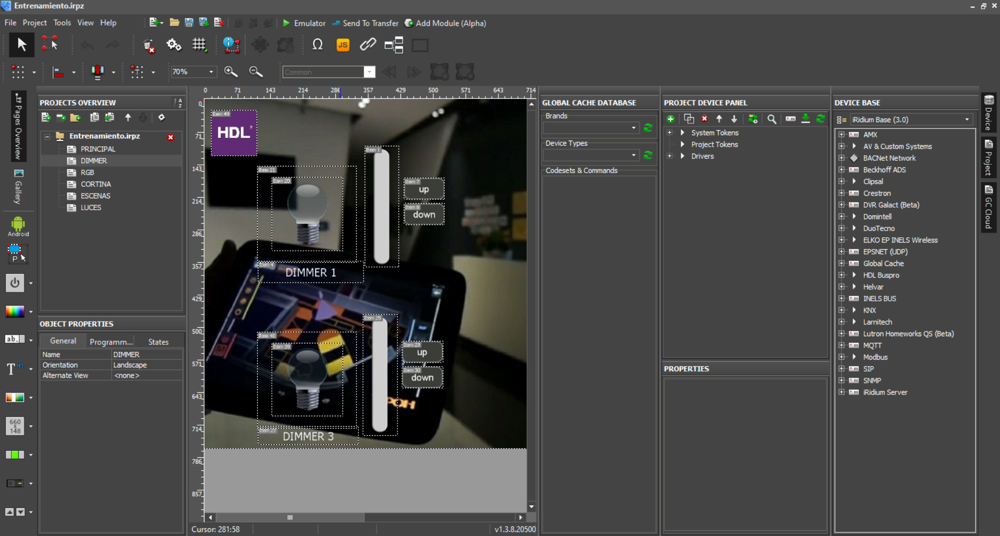 Entrenamiento.irpz
File Project Tools View Help
Emulator Send To Transfer Add Module (Alpha)
JS
70%
Common
Pages Overview
Gallery
Android
P
ab_
T H1
660
x
148
PROJECTS OVERVIEW
A
Z
Entrenamiento.irpz
PRINCIPAL
DIMMER
RGB
CORTINA
ESCENAS
LUCES
OBJECT PROPERTIES
General Programm... States
Name DIMMER
Orientation Landscape
Alternate View <none>
0 71 143 214 286 357 429 500 571 643 714
0
71
143
214
286
357
429
500
571
643
714
786
857
Item 49
HDL
Item 21
Item 20
Item 1
Item 7
up
Item 8
down
Item 4
DIMMER 1
Item 40
Item 39
Item 25
Item 29
up
Item 30
down
Item 27
DIMMER 3
Cursor: 281:58
v1.3.8.20500
GLOBAL CACHE DATABASE
Brands
Device Types
Codesets & Commands
PROJECT DEVICE PANEL
System Tokens
Project Tokens
Drivers
PROPERTIES
DEVICE BASE
iRidium Base (3.0)
AMX
AV & Custom Systems
BACNet Network
Beckhoff ADS
Clipsal
Crestron
DVR Galact (Beta)
Domintell
DuoTecno
ELKO EP INELS Wireless
EPSNET (UDP)
Global Cache
HDL Buspro
Helvar
INELS BUS
KNX
Larnitech
Lutron Homeworks QS (Beta)
MQTT
Modbus
SIP
SNMP
iRidium Server
Device
Project
GC Cloud